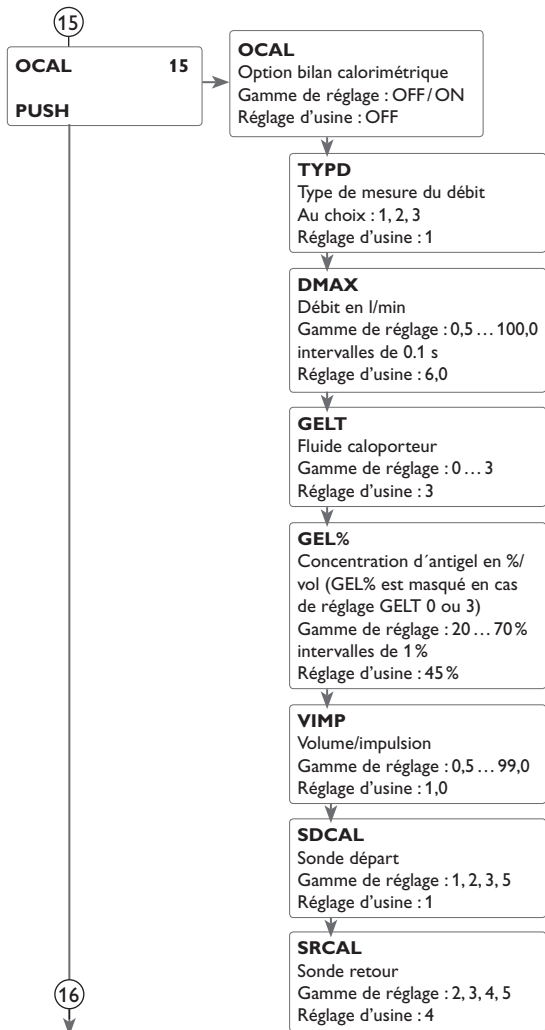 15
OCAL 15
PUSH
OCAL
Option bilan calorimétrique
Gamme de réglage : OFF/ON
Réglage d'usine : OFF
TYPD
Type de mesure du débit
Au choix : 1, 2, 3
Réglage d'usine : 1
DMAX
Débit en l/min
Gamme de réglage : 0,5 … 100,0
intervalles de 0.1 s
Réglage d'usine : 6,0
GELT
Fluide caloporteur
Gamme de réglage : 0 … 3
Réglage d'usine : 3
GEL%
Concentration d´antigel en %/
vol (GEL% est masqué en cas
de réglage GELT 0 ou 3)
Gamme de réglage : 20 … 70 %
intervalles de 1 %
Réglage d'usine : 45 %
VIMP
Volume/impulsion
Gamme de réglage : 0,5 … 99,0
Réglage d'usine : 1,0
SDCAL
Sonde départ
Gamme de réglage : 1, 2, 3, 5
Réglage d'usine : 1
SRCAL
Sonde retour
Gamme de réglage : 2, 3, 4, 5
Réglage d'usine : 4
16